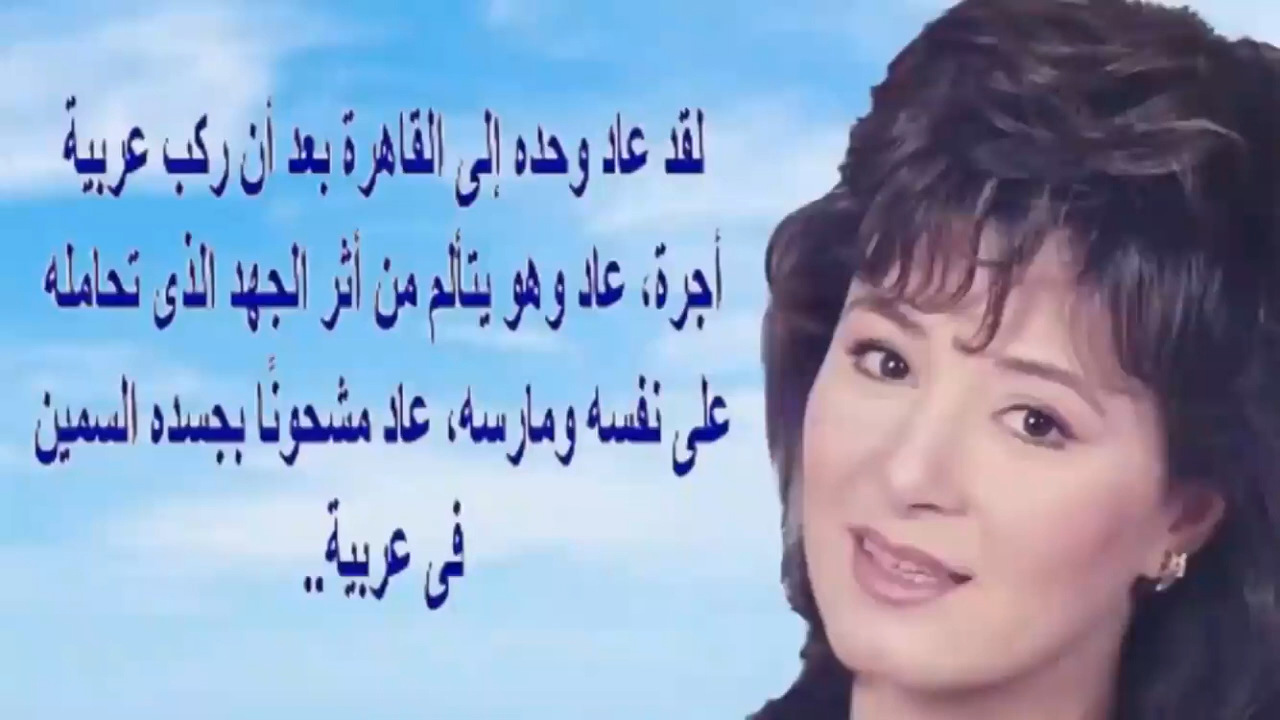 لقد عاد وحده إلى القاهرة بعد أن ركب عربية
أجرة، عاد وهو يتألم من أثر الجهد الذى تحامله
على نفسه ومارسه، عاد مشحونًا بجسده السمين
فى عربية..